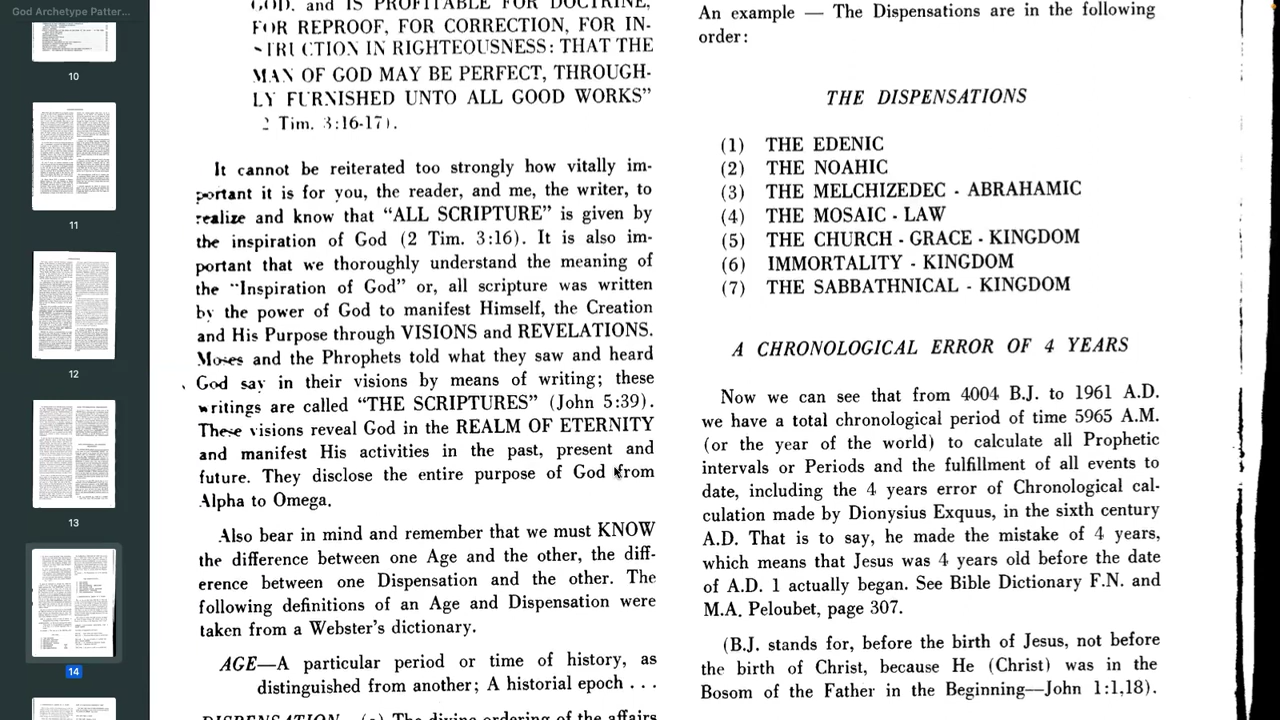 God Archetype Patter...
10
11
12
13
14
GOD, and IS PROFITABLE FOR DOCTRINE,
FOR REPROOF, FOR CORRECTION, FOR IN-
STRUCTION IN RIGHTEOUSNESS: THAT THE
MAN OF GOD MAY BE PERFECT, THROUGH-
LY FURNISHED UNTO ALL GOOD WORKS”
2 Tim. 3:16-17).
It cannot be reiterated too strongly how vitally im-
portant it is for you, the reader, and me, the writer, to
realize and know that “ALL SCRIPTURE” is given by
the inspiration of God (2 Tim. 3:16). It is also im-
portant that we thoroughly understand the meaning of
the “Inspiration of God” or, all scripture was written
by the power of God to manifest Himself, the Creation
and His Purpose through VISIONS and REVELATIONS.
Moses and the Phrophets told what they saw and heard
God say in their visions by means of writing; these
writings are called “THE SCRIPTURES” (John 5:39).
These visions reveal God in the REALM OF ETERNITY
and manifest His activities in the past, present and
future. They disclose the entire purpose of God from
Alpha to Omega.
Also bear in mind and remember that we must KNOW
the difference between one Age and the other, the diff-
erence between one Dispensation and the other. The
following definitions of an Age and Dispensation were
taken from a Webster's dictionary.
AGE—A particular period or time of history, as
distinguished from another; A historial epoch . . .
DISPENSATION—(a) The divine ordering of the affairs
An example — The Dispensations are in the following
order:
THE DISPENSATIONS
(1) THE EDENIC
(2) THE NOAHIC
(3) THE MELCHIZEDEC - ABRAHAMIC
(4) THE MOSAIC - LAW
(5) THE CHURCH - GRACE - KINGDOM
(6) IMMORTALITY - KINGDOM
(7) THE SABBATHNICAL - KINGDOM
A CHRONOLOGICAL ERROR OF 4 YEARS
Now we can see that from 4004 B.J. to 1961 A.D.
we have a total chronological period of time 5965 A.M.
(or the year of the world) to calculate all Prophetic
intervals or Periods and the fulfillment of all events to
date, including the 4 years error of Chronological cal-
culation made by Dionysius Exquus, in the sixth century
A.D. That is to say, he made the mistake of 4 years,
which means that Jesus was 4 years old before the date
of A.D. 1 actually began. See Bible Dictionary F.N. and
M.A. Peloubet, page 307.
(B.J. stands for, before the birth of Jesus, not before
the birth of Christ, because He (Christ) was in the
Bosom of the Father in the Beginning—John 1:1,18).